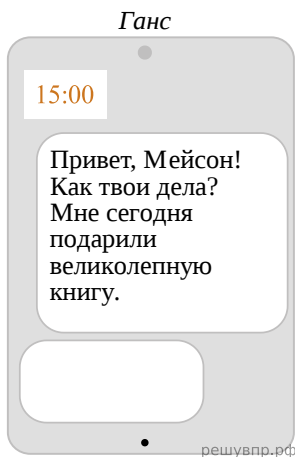 Ганс
15:00
Привет, Мейсон!
Как твои дела?
Мне сегодня
подарили
великолепную
книгу.
решувпр.рф